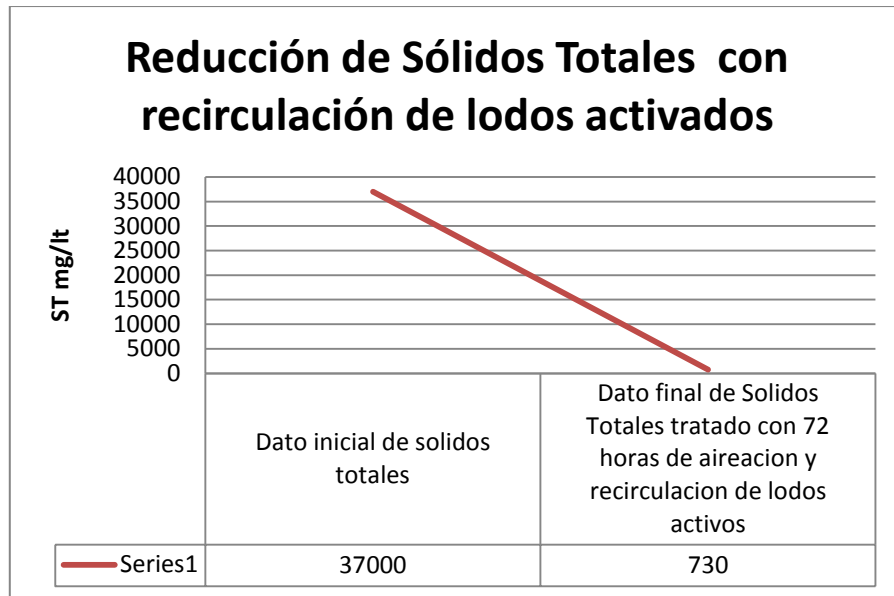 Reducción de Sólidos Totales con
recirculación de lodos activados
ST mg/lt
40000
35000
30000
25000
20000
15000
10000
5000
0
Dato inicial de solidos
totales
Dato final de Solidos
Totales tratado con 72
horas de aireacion y
recirculacion de lodos
activos
Series1 37000 730